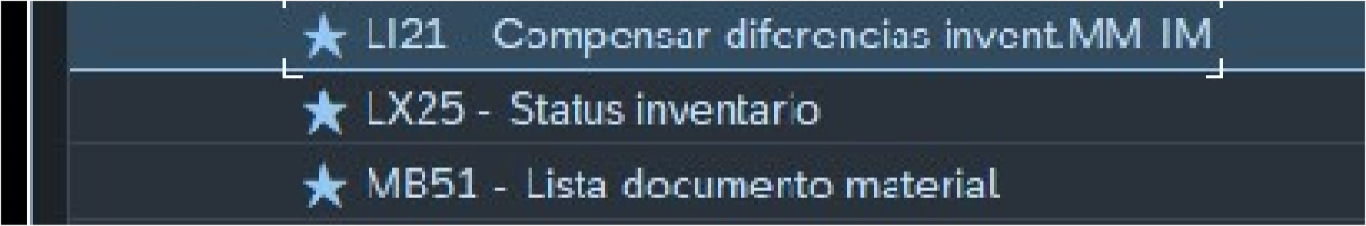 LI21 - Compensar diferencias invent.MM-IM
LX25 - Status inventario
MB51 - Lista documento material